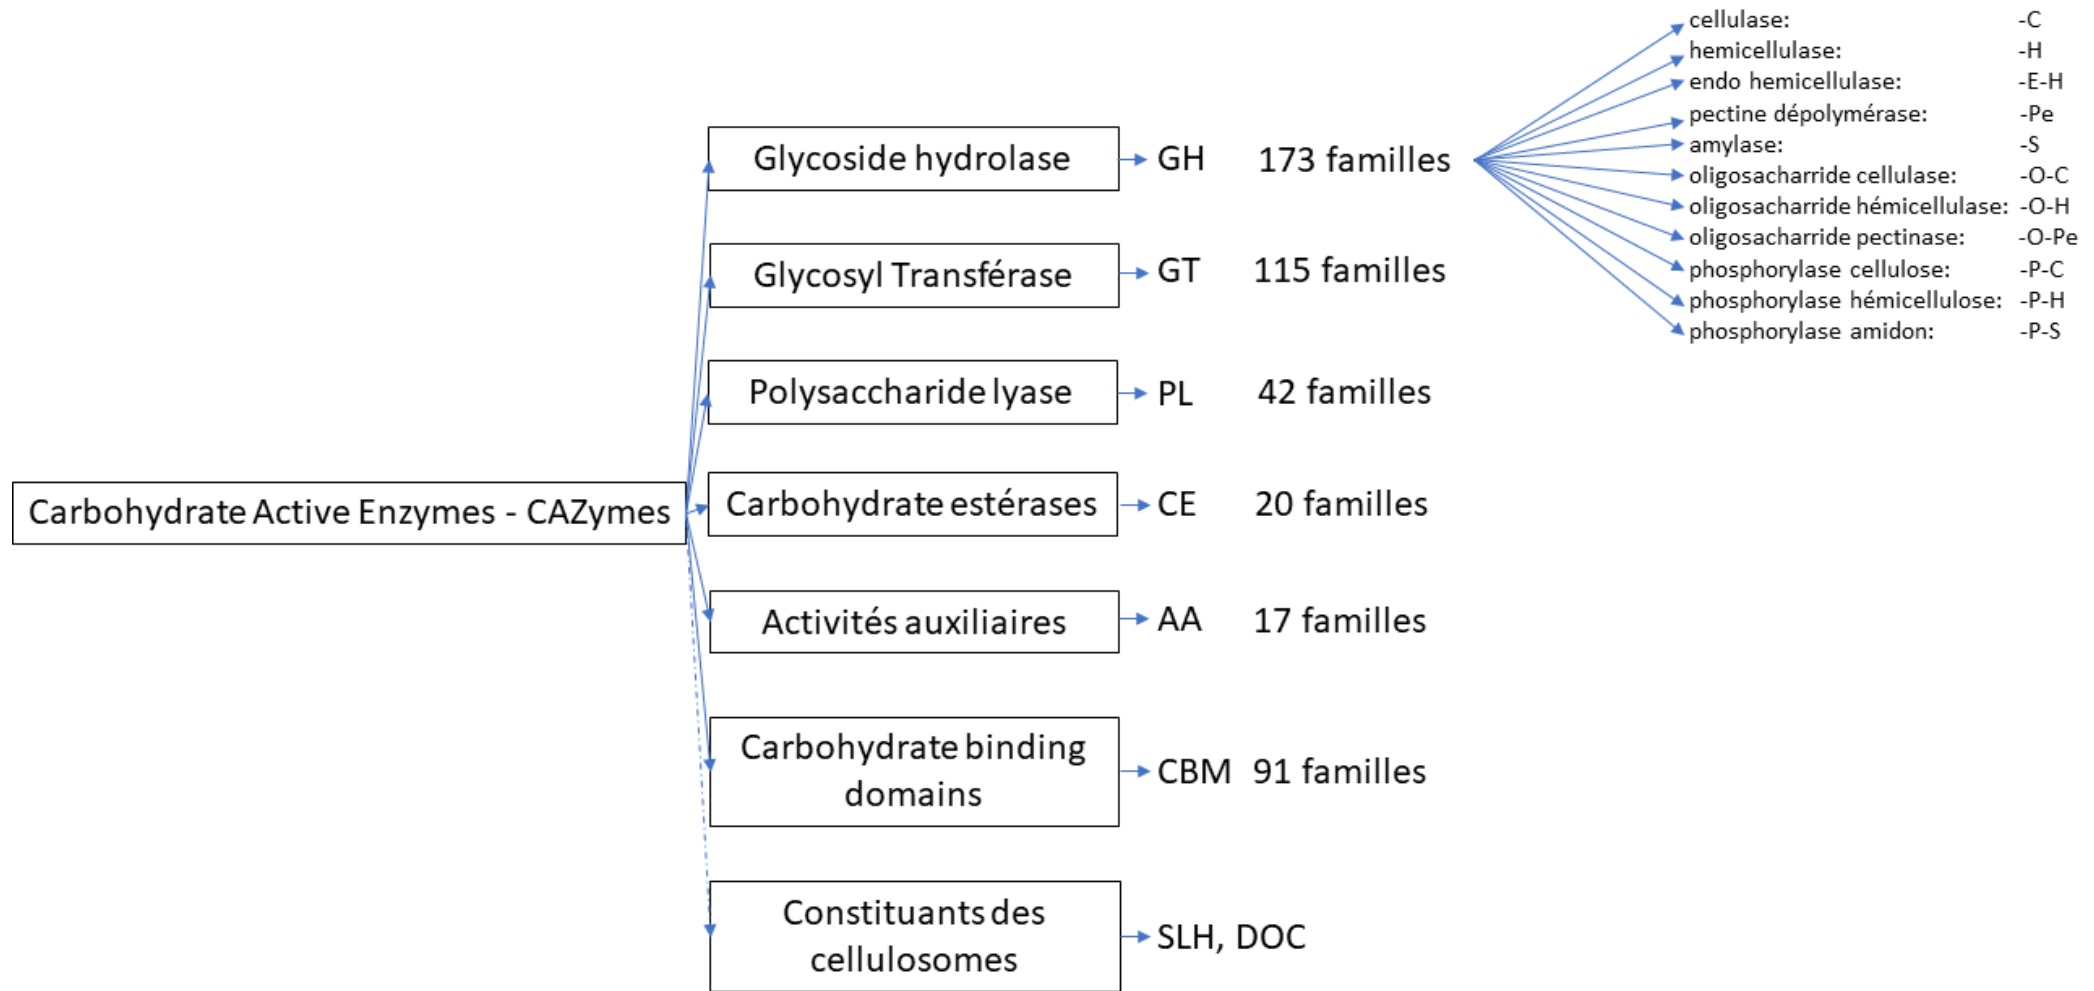 cellulase: -C
hemicellulase: -H
endo hemicellulase: -E-H
pectine dépolymérase: -Pe
amylase: -S
oligosacharride cellulase: -O-C
oligosacharride hémicellulase: -O-H
oligosacharride pectinase: -O-Pe
phosphorylase cellulose: -P-C
phosphorylase hémicellulose: -P-H
phosphorylase amidon: -P-S
Glycoside hydrolase GH 173 familles
Glycosyl Transférase GT 115 familles
Polysaccharide lyase PL 42 familles
Carbohydrate Active Enzymes - CAZymes
Carbohydrate estérases CE 20 familles
Activités auxiliaires AA 17 familles
Carbohydrate binding
domains
CBM 91 familles
Constituants des
cellulosomes
SLH, DOC